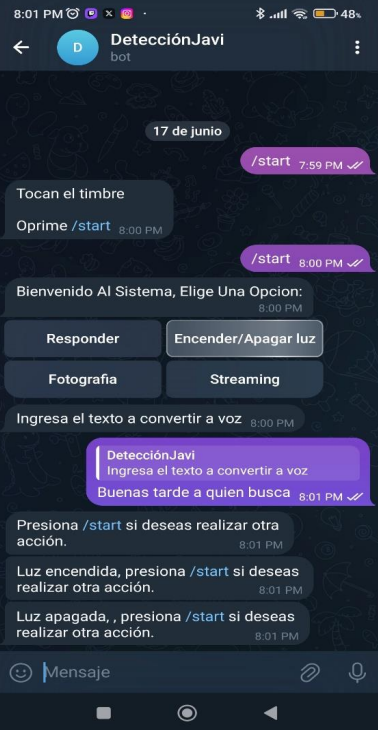 8:01 PM
48%
D
DetecciónJavi
bot
17 de junio
/start 7:59 PM
Tocan el timbre
Oprime /start 8:00 PM
/start 8:00 PM
Bienvenido Al Sistema, Elige Una Opcion:
8:00 PM
Responder
Encender/Apagar luz
Fotografia
Streaming
Ingresa el texto a convertir a voz 8:00 PM
DetecciónJavi
Ingresa el texto a convertir a voz
Buenas tarde a quien busca 8:01 PM
Presiona /start si deseas realizar otra
acción. 8:01 PM
Luz encendida, presiona /start si deseas
realizar otra acción. 8:01 PM
Luz apagada, , presiona /start si deseas
realizar otra acción. 8:01 PM
Mensaje